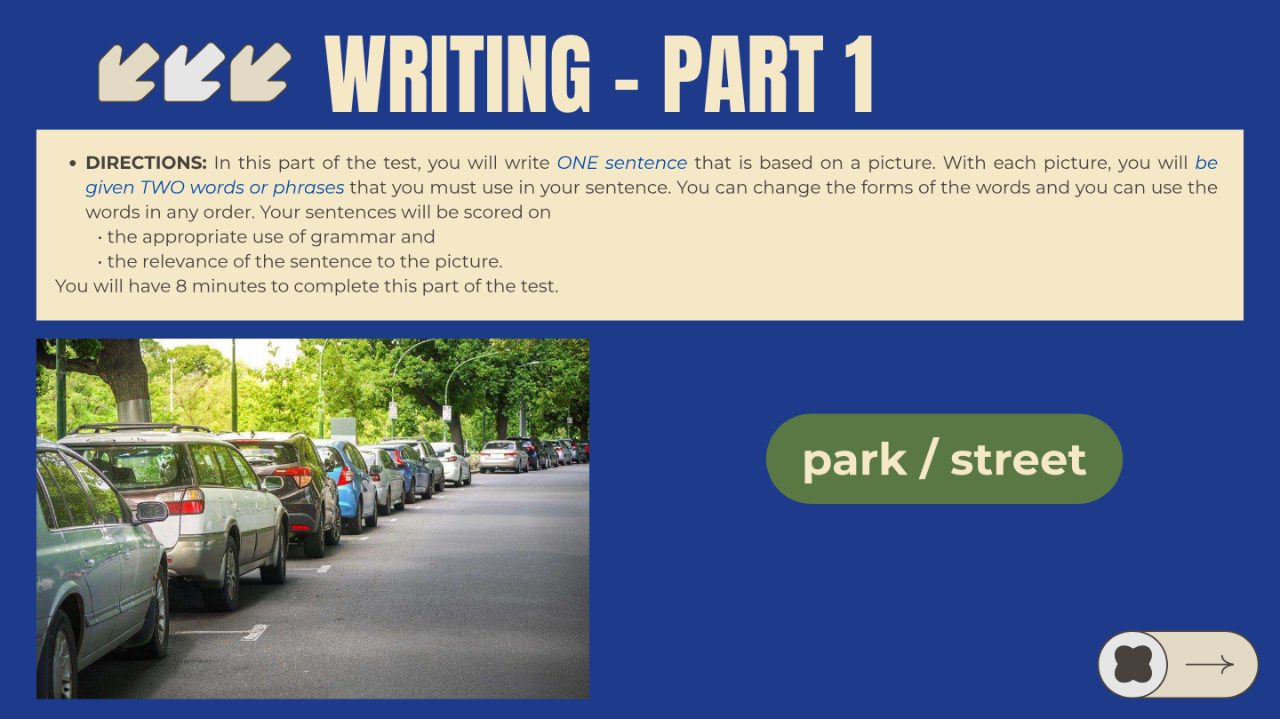 WRITING - PART 1
• DIRECTIONS: In this part of the test, you will write ONE sentence that is based on a picture. With each picture, you will be
given TWO words or phrases that you must use in your sentence. You can change the forms of the words and you can use the
words in any order. Your sentences will be scored on
• the appropriate use of grammar and
• the relevance of the sentence to the picture.
You will have 8 minutes to complete this part of the test.
park / street